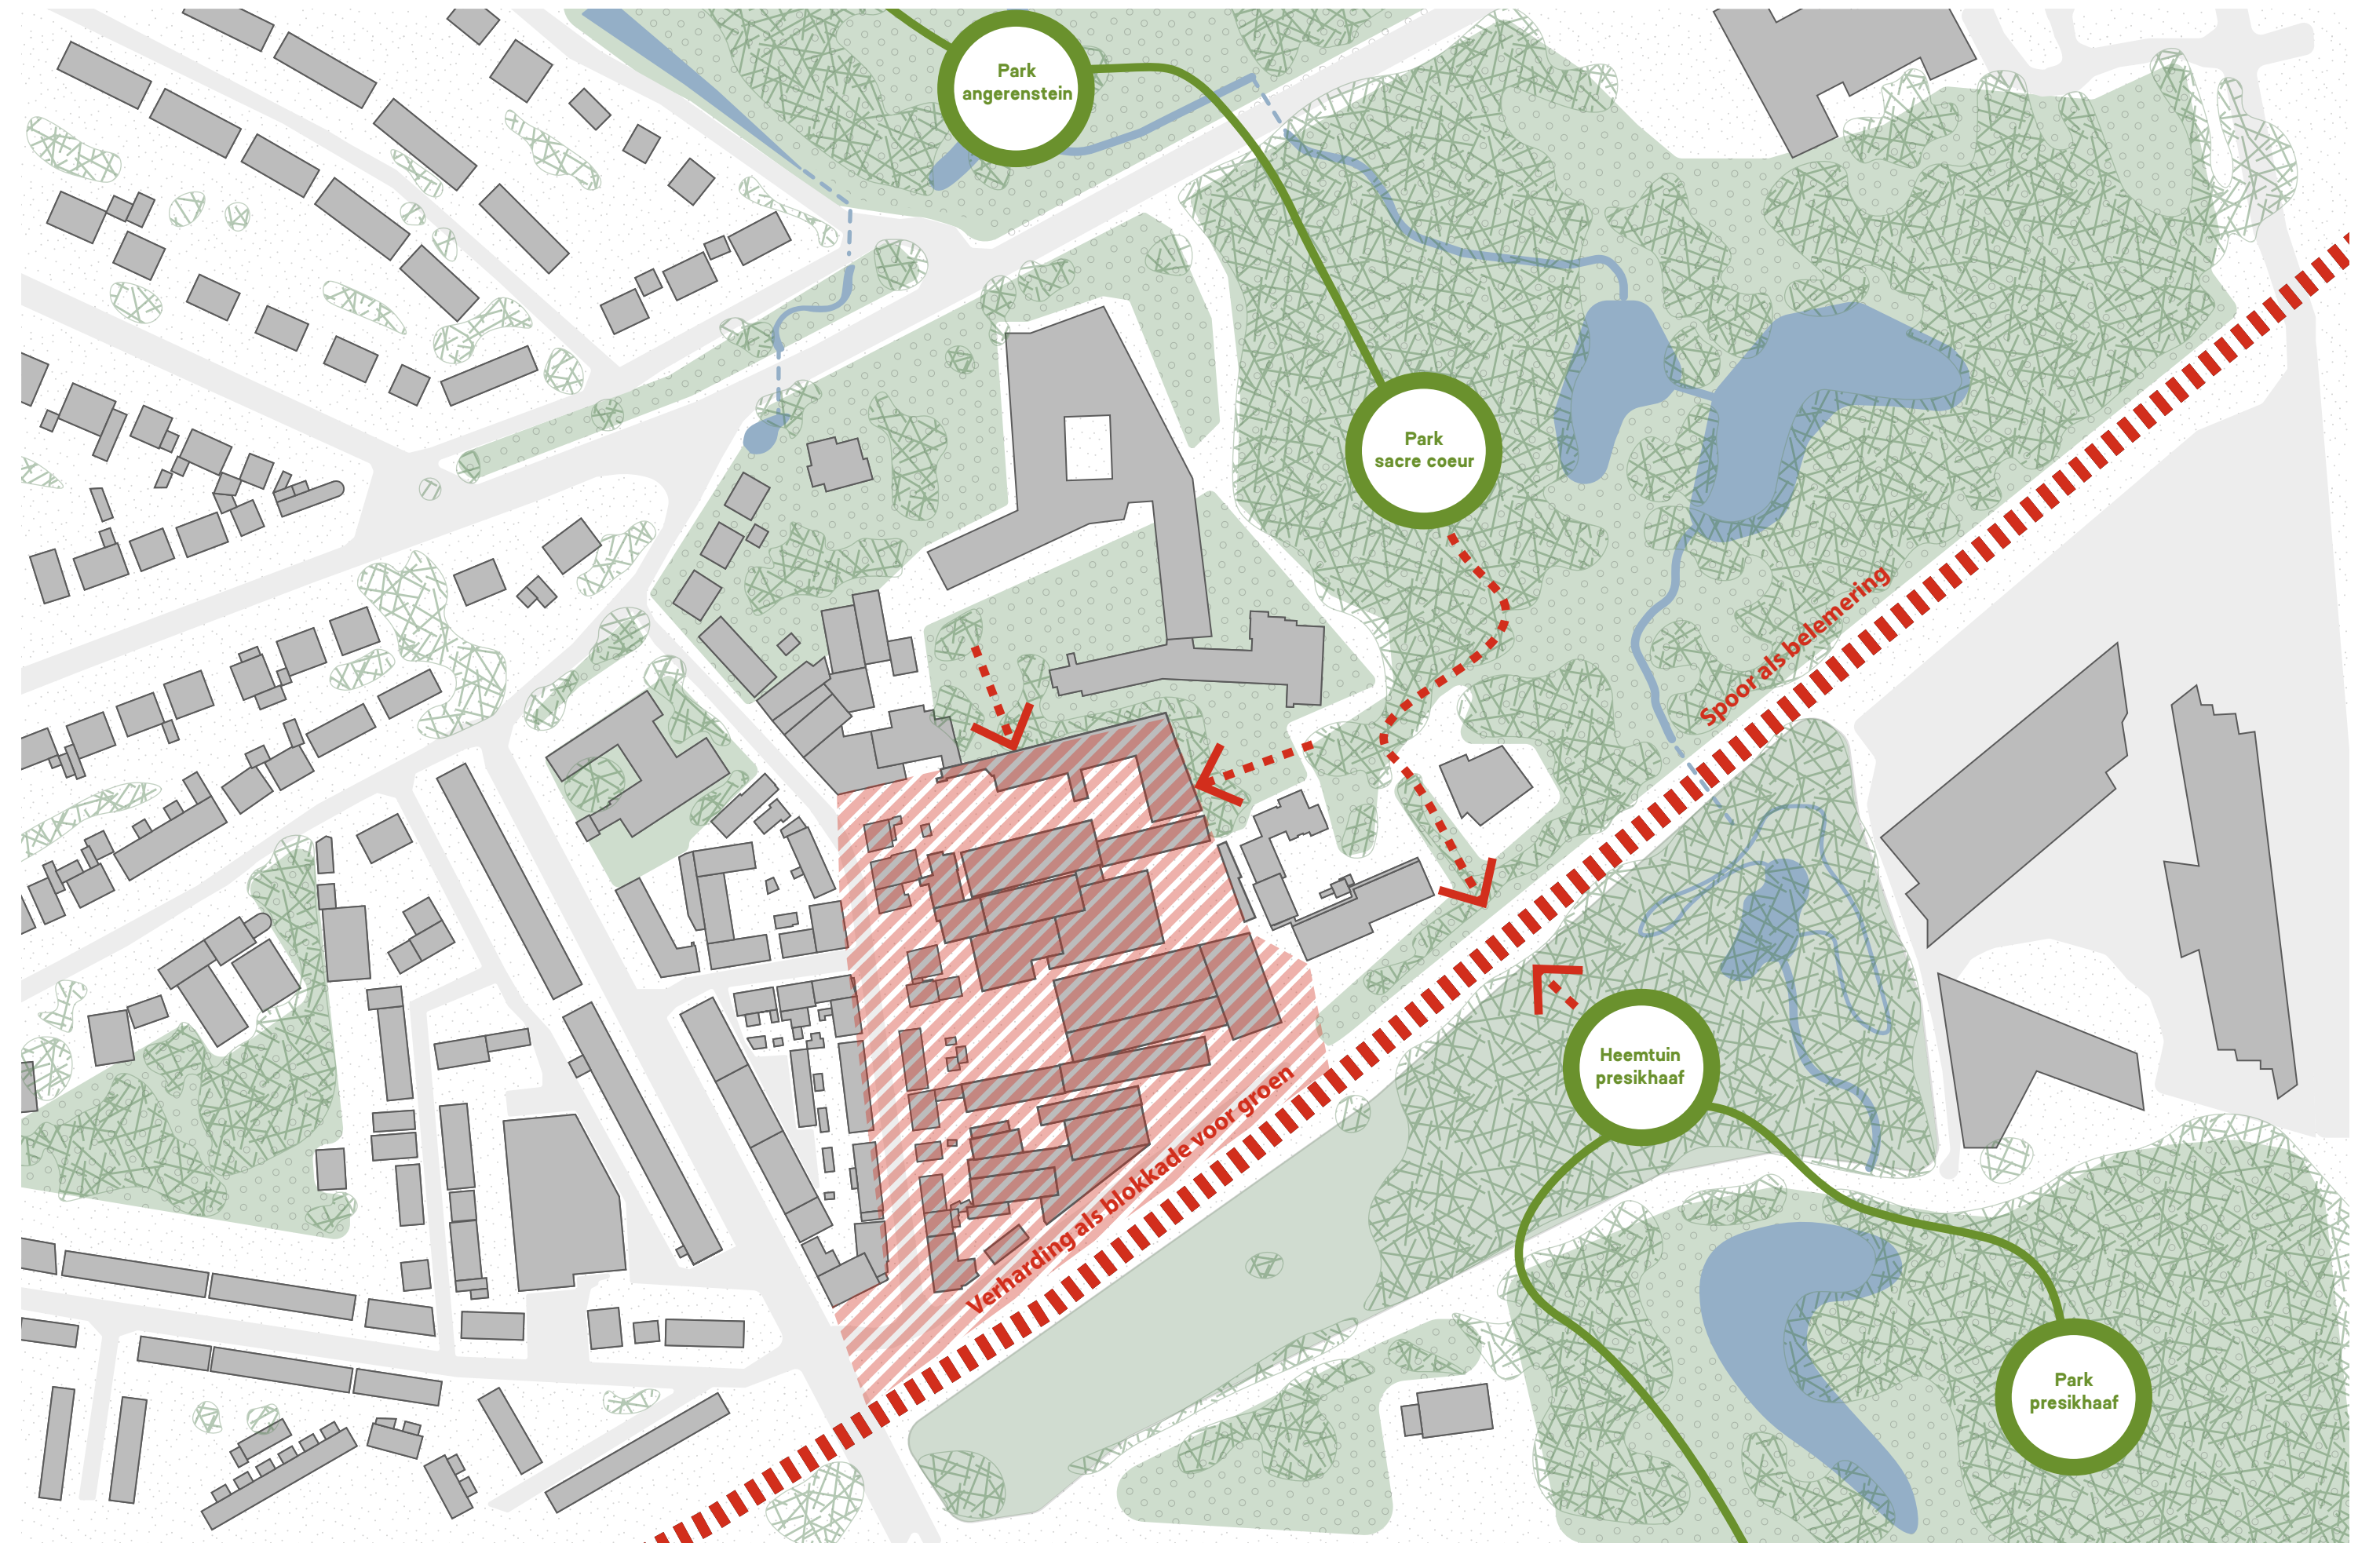 Park
angerenstein
Park
sacre coeur
Spoor als belemering
Heemtuin
presikhaaf
Verharding als blokkade voor groen
Park
presikhaaf